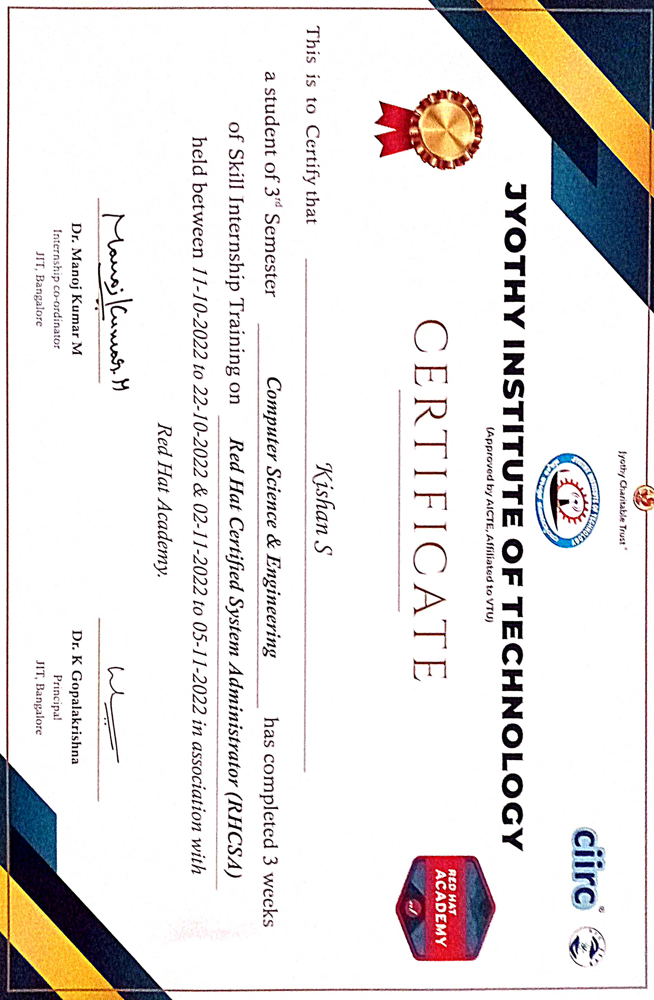 Jyothy Charitable Trust®
ciirc®
JYOTHY INSTITUTE OF TECHNOLOGY
(Approved by AICTE, Affiliated to VTU)
CERTIFICATE
RED HAT
ACADEMY
This is to Certify that Kishan S
a student of 3rd Semester Computer Science & Engineering has completed 3 weeks
of Skill Internship Training on Red Hat Certified System Administrator (RHCSA)
held between 11-10-2022 to 22-10-2022 & 02-11-2022 to 05-11-2022 in association with
Red Hat Academy.
Manoj Kumar. M
Dr. Manoj Kumar M
Internship co-ordinator
JIT, Bangalore
Dr. K Gopalakrishna
Principal
JIT, Bangalore